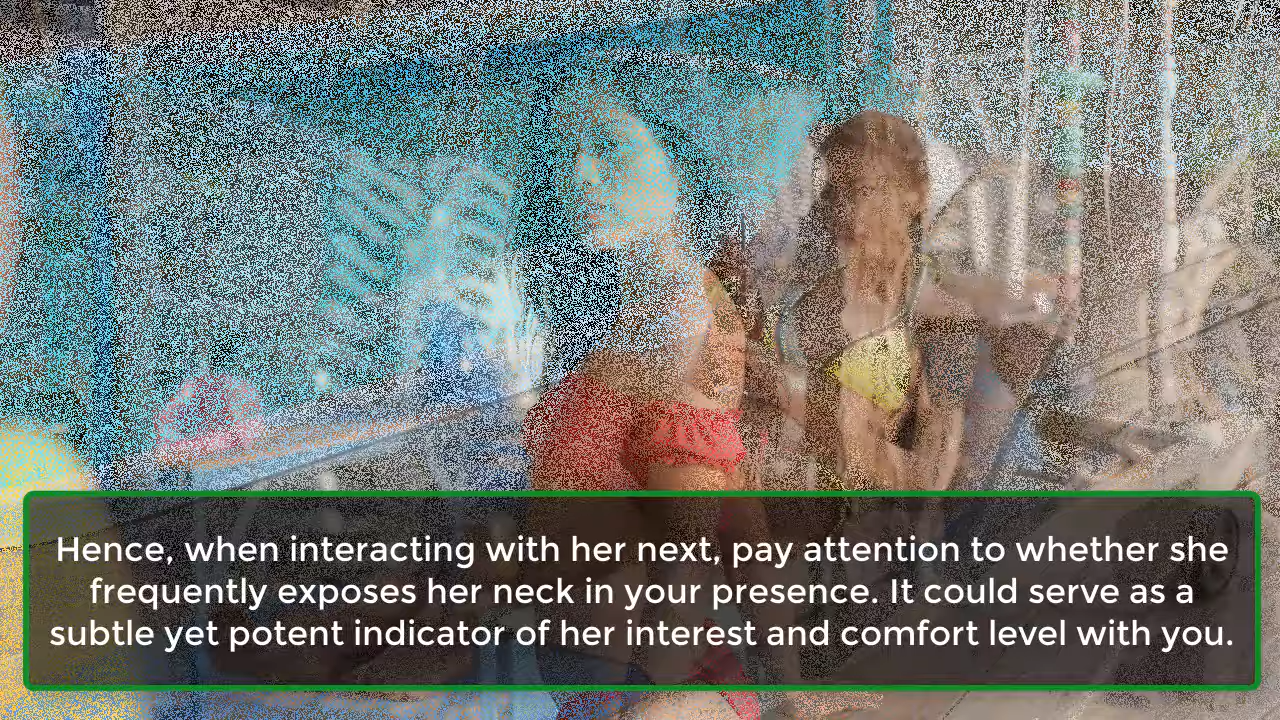 Hence, when interacting with her next, pay attention to whether she
frequently exposes her neck in your presence. It could serve as a
subtle yet potent indicator of her interest and comfort level with you.